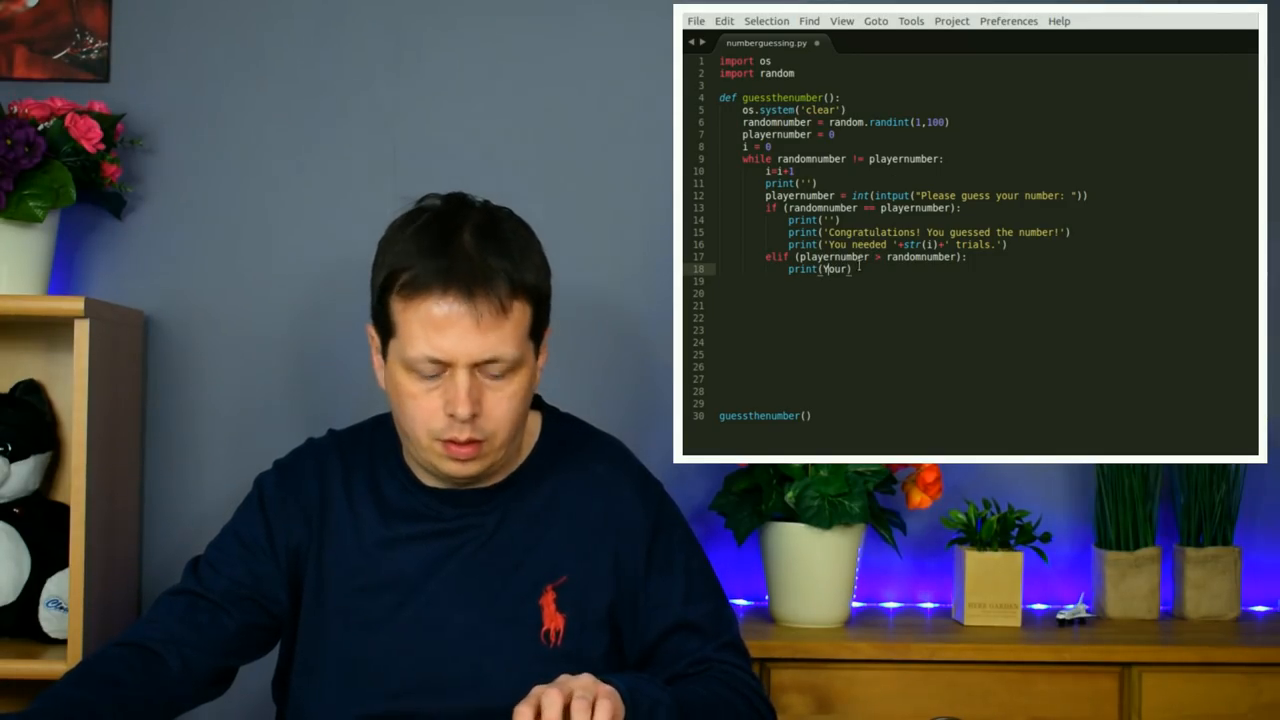 File Edit Selection Find View Goto Tools Project Preferences Help
numberguessing.py
1 import os
2 import random
3
4 def guessthenumber():
5 os.system('clear')
6 randomnumber = random.randint(1,100)
7 playernumber = 0
8 i = 0
9 while randomnumber != playernumber:
10 i=i+1
11 print('')
12 playernumber = int(intput("Please guess your number: "))
13 if (randomnumber == playernumber):
14 print('')
15 print('Congratulations! You guessed the number!')
16 print('You needed '+str(i)+' trials.')
17 elif (playernumber > randomnumber):
18 print(Your)
19
20
21
22
23
24
25
26
27
28
29
30 guessthenumber()
HERB GARDEN